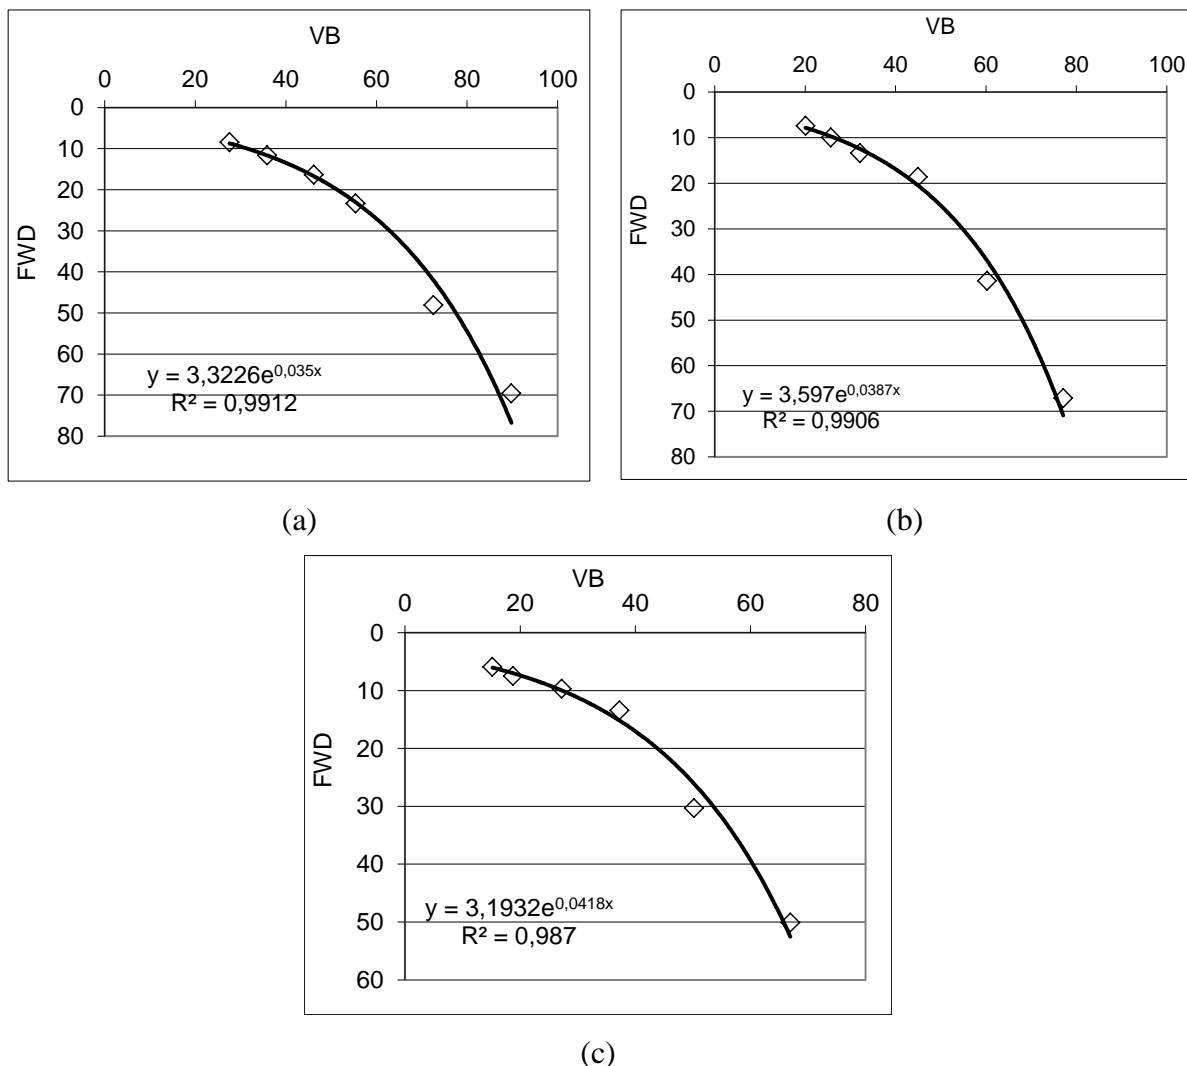 VB
0 20 40 60 80 100
0
10
20
30
40
50
60
70
80
FWD
y = 3,3226e^0,035x
R² = 0,9912
(a)
VB
0 20 40 60 80 100
0
10
20
30
40
50
60
70
80
FWD
y = 3,597e^0,0387x
R² = 0,9906
(b)
VB
0 20 40 60 80
0
10
20
30
40
50
60
FWD
y = 3,1932e^0,0418x
R² = 0,987
(c)